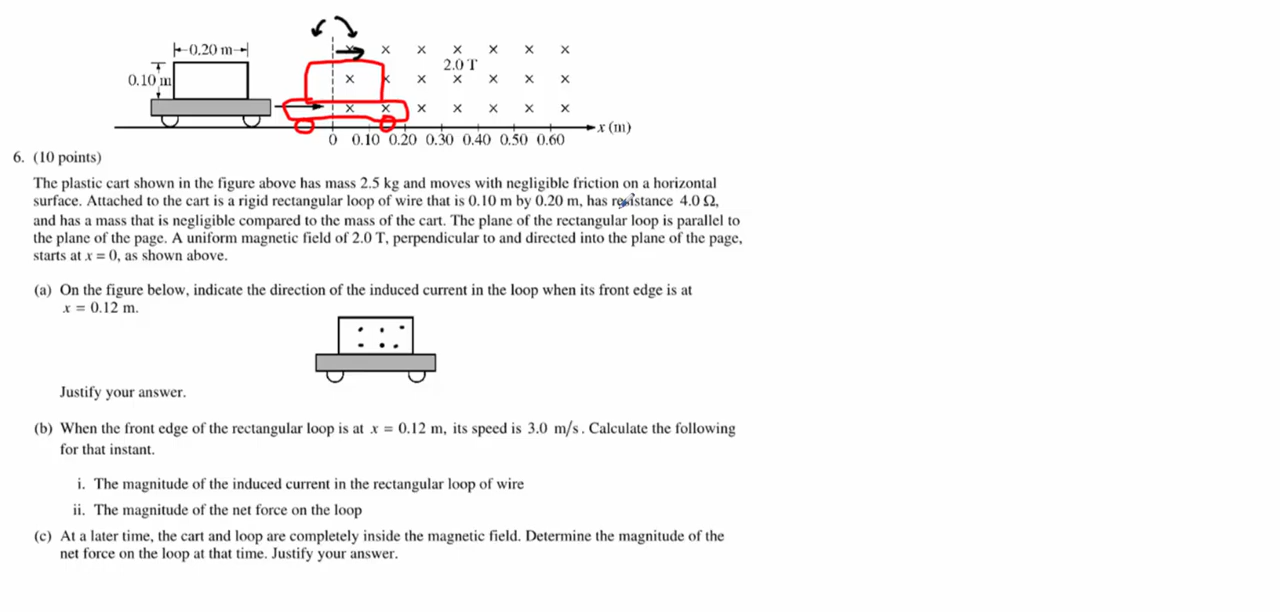 0.20 m
2.0 T
0.10 m
x (m)
0 0.10 0.20 0.30 0.40 0.50 0.60
6. (10 points)
The plastic cart shown in the figure above has mass 2.5 kg and moves with negligible friction on a horizontal
surface. Attached to the cart is a rigid rectangular loop of wire that is 0.10 m by 0.20 m, has resistance 4.0 Ω,
and has a mass that is negligible compared to the mass of the cart. The plane of the rectangular loop is parallel to
the plane of the page. A uniform magnetic field of 2.0 T, perpendicular to and directed into the plane of the page,
starts at x = 0, as shown above.
(a) On the figure below, indicate the direction of the induced current in the loop when its front edge is at
x = 0.12 m.
Justify your answer.
(b) When the front edge of the rectangular loop is at x = 0.12 m, its speed is 3.0 m/s. Calculate the following
for that instant.
i. The magnitude of the induced current in the rectangular loop of wire
ii. The magnitude of the net force on the loop
(c) At a later time, the cart and loop are completely inside the magnetic field. Determine the magnitude of the
net force on the loop at that time. Justify your answer.